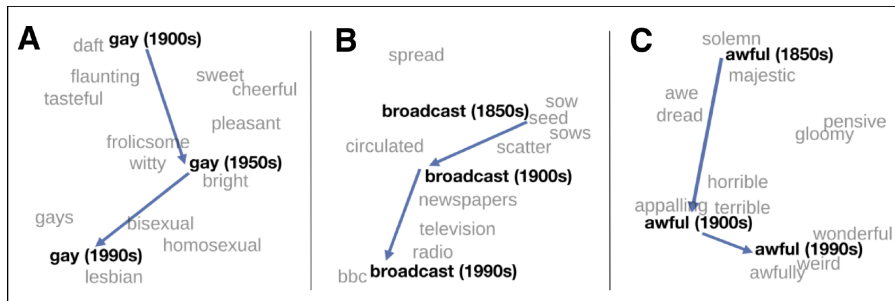 A
daft gay (1900s)
flaunting sweet
tasteful cheerful
pleasant
frolicsome
witty gay (1950s)
bright
gays bisexual
gay (1990s) homosexual
lesbian
B
spread
broadcast (1850s) sow
seed
sows
circulated scatter
broadcast (1900s)
newspapers
television
radio
bbc broadcast (1990s)
C
solemn
awful (1850s)
majestic
awe
dread pensive
gloomy
horrible
appalling terrible
awful (1900s)
wonderful
awful (1990s)
weird
awfully